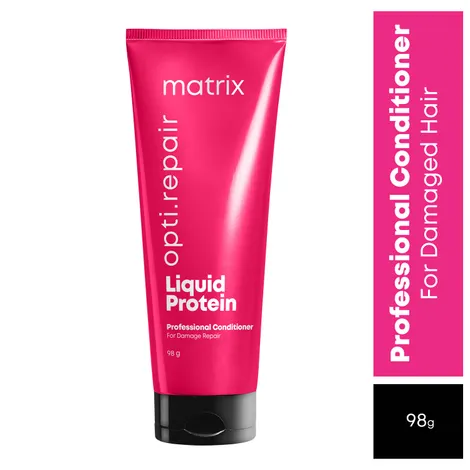 matrix
opti.repair
Liquid
Protein
Professional Conditioner
For Damage Repair
98 g
Professional Conditioner
For Damaged Hair
98g